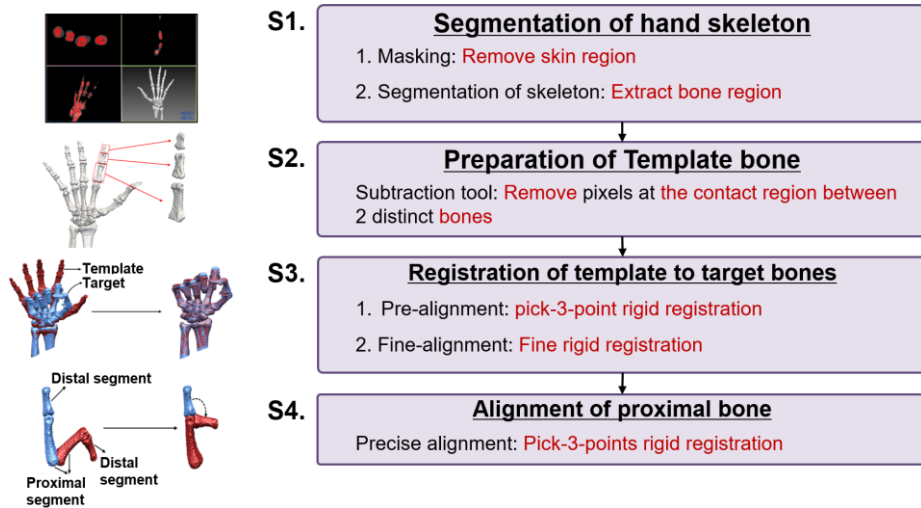 S1.
Segmentation of hand skeleton
1. Masking: Remove skin region
2. Segmentation of skeleton: Extract bone region
S2.
Preparation of Template bone
Subtraction tool: Remove pixels at the contact region between
2 distinct bones
Template
Target
S3.
Registration of template to target bones
1. Pre-alignment: pick-3-point rigid registration
2. Fine-alignment: Fine rigid registration
Distal segment
Proximal
segment
Distal
segment
S4.
Alignment of proximal bone
Precise alignment: Pick-3-points rigid registration